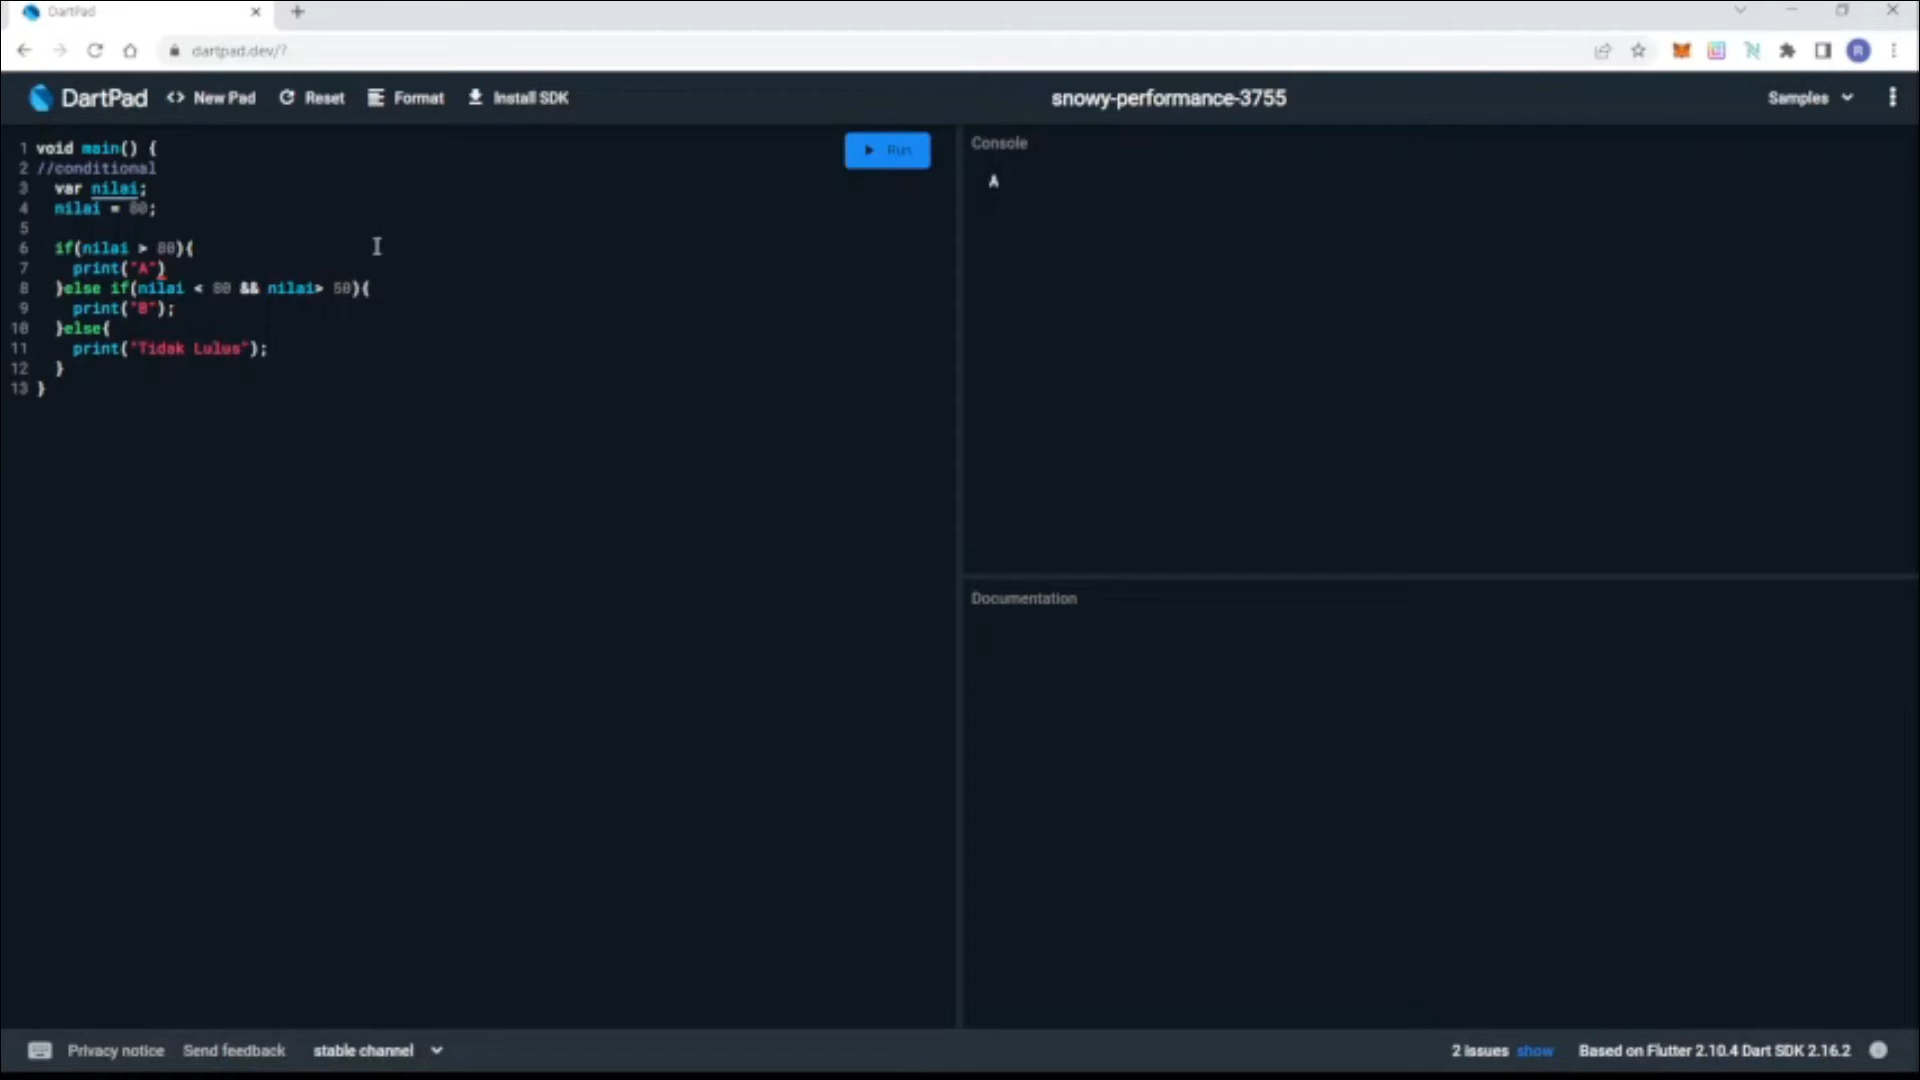 DartPad
dartpad.dev/?
R
DartPad
<> New Pad
Reset
Format
Install SDK
snowy-performance-3755
Samples
1 void main() {
2 //conditional
3 var nilai;
4 nilai = 80;
5
6 if(nilai > 80){
7 print("A")
8 }else if(nilai < 80 && nilai> 50){
9 print("B");
10 }else{
11 print("Tidak Lulus");
12 }
13 }
Run
Console
A
Documentation
Privacy notice
Send feedback
stable channel
2 issues show
Based on Flutter 2.10.4 Dart SDK 2.16.2